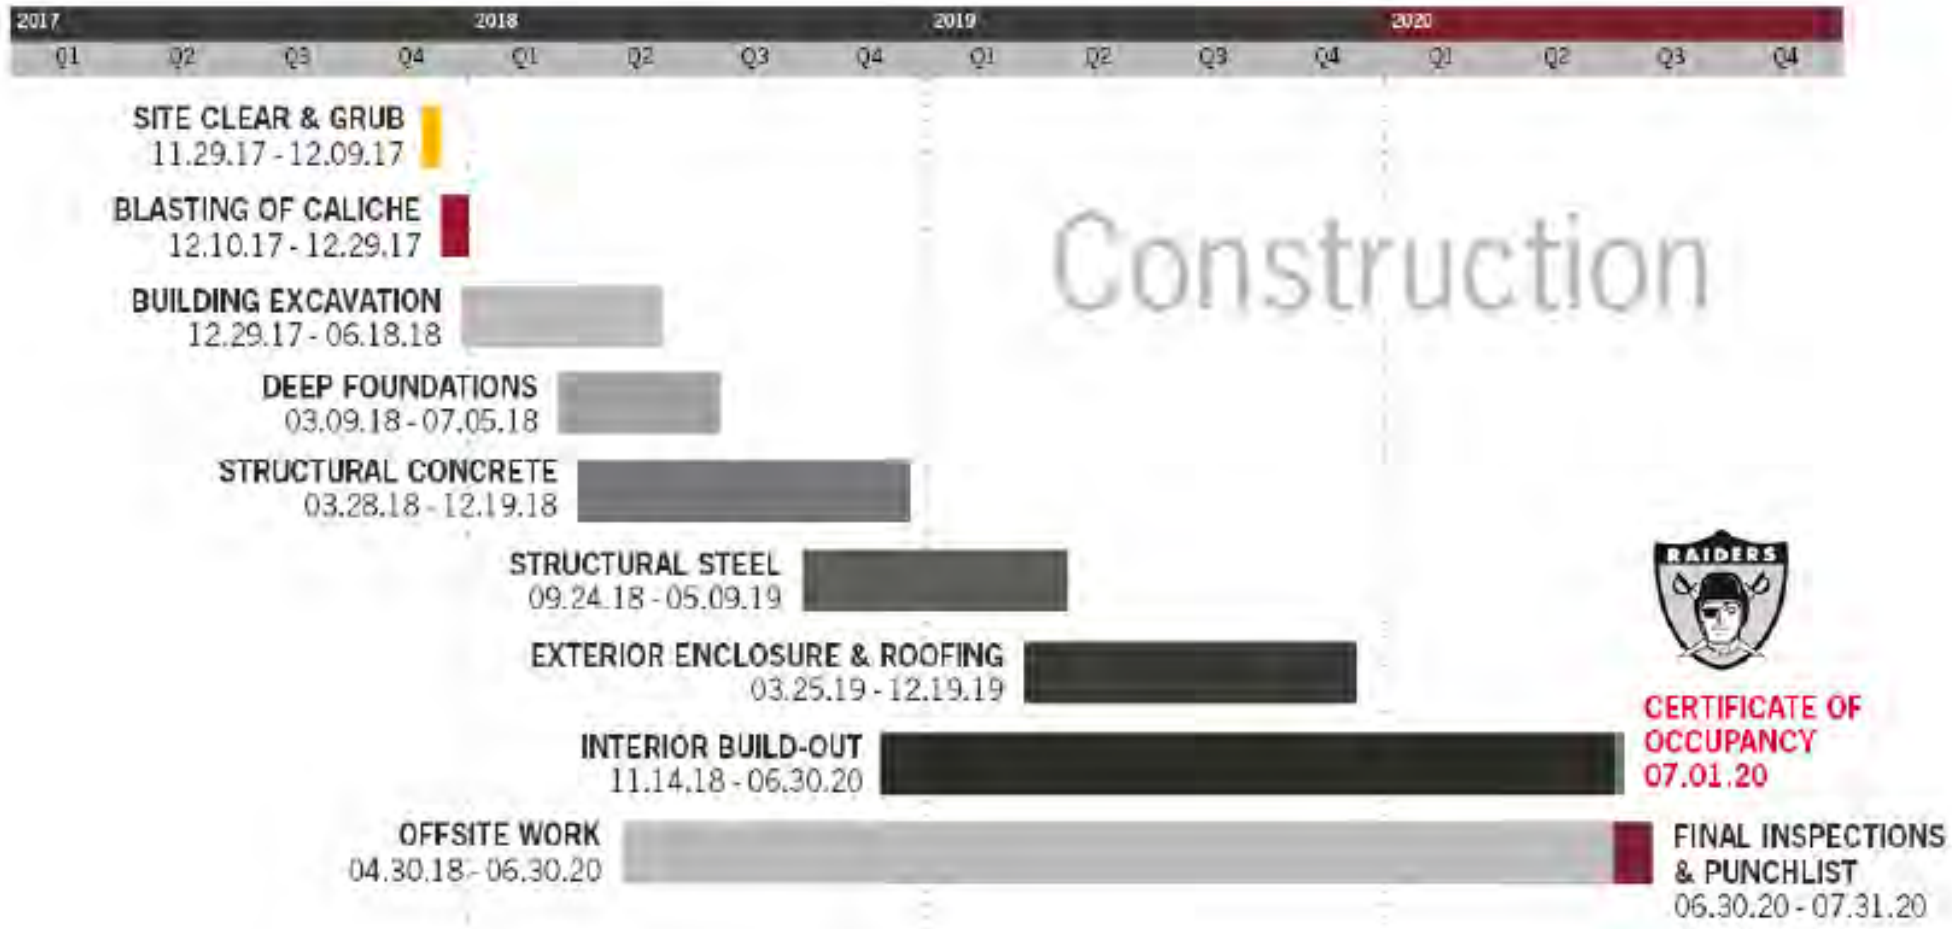 2017 2018 2019 2020
Q1 Q2 Q3 Q4 Q1 Q2 Q3 Q4 Q1 Q2 Q3 Q4 Q1 Q2 Q3 Q4
SITE CLEAR & GRUB
11.29.17 - 12.09.17
BLASTING OF CALICHE
12.10.17 - 12.29.17
Construction
BUILDING EXCAVATION
12.29.17 - 06.18.18
DEEP FOUNDATIONS
03.09.18 - 07.05.18
STRUCTURAL CONCRETE
03.28.18 - 12.19.18
STRUCTURAL STEEL
09.24.18 - 05.09.19
RAIDERS
EXTERIOR ENCLOSURE & ROOFING
03.25.19 - 12.19.19
INTERIOR BUILD-OUT
11.14.18 - 06.30.20
CERTIFICATE OF
OCCUPANCY
07.01.20
OFFSITE WORK
04.30.18 - 06.30.20
FINAL INSPECTIONS
& PUNCHLIST
06.30.20 - 07.31.20